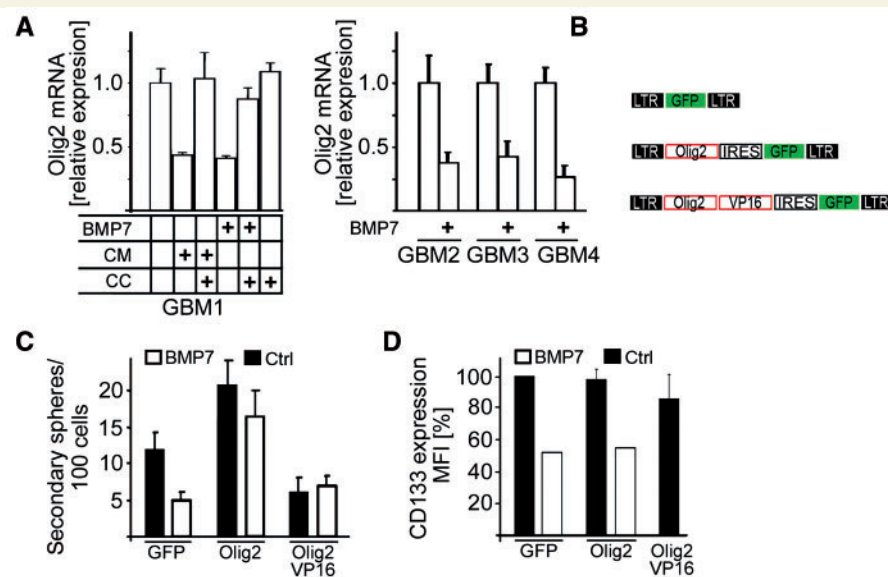 A
Olig2 mRNA
[relative expresion]
1.0
0.5
BMP7 + +
CM + +
CC + + +
GBM1
Olig2 mRNA
[relative expresion]
1.0
0.5
BMP7 + + +
GBM2 GBM3 GBM4
B
LTR GFP LTR
LTR Olig2 IRES GFP LTR
LTR Olig2 VP16 IRES GFP LTR
C
BMP7 Ctrl
Secondary spheres/
100 cells
20
15
10
5
GFP Olig2 Olig2
VP16
D
BMP7 Ctrl
CD133 expression
MFI [%]
100
80
60
40
20
GFP Olig2 Olig2
VP16